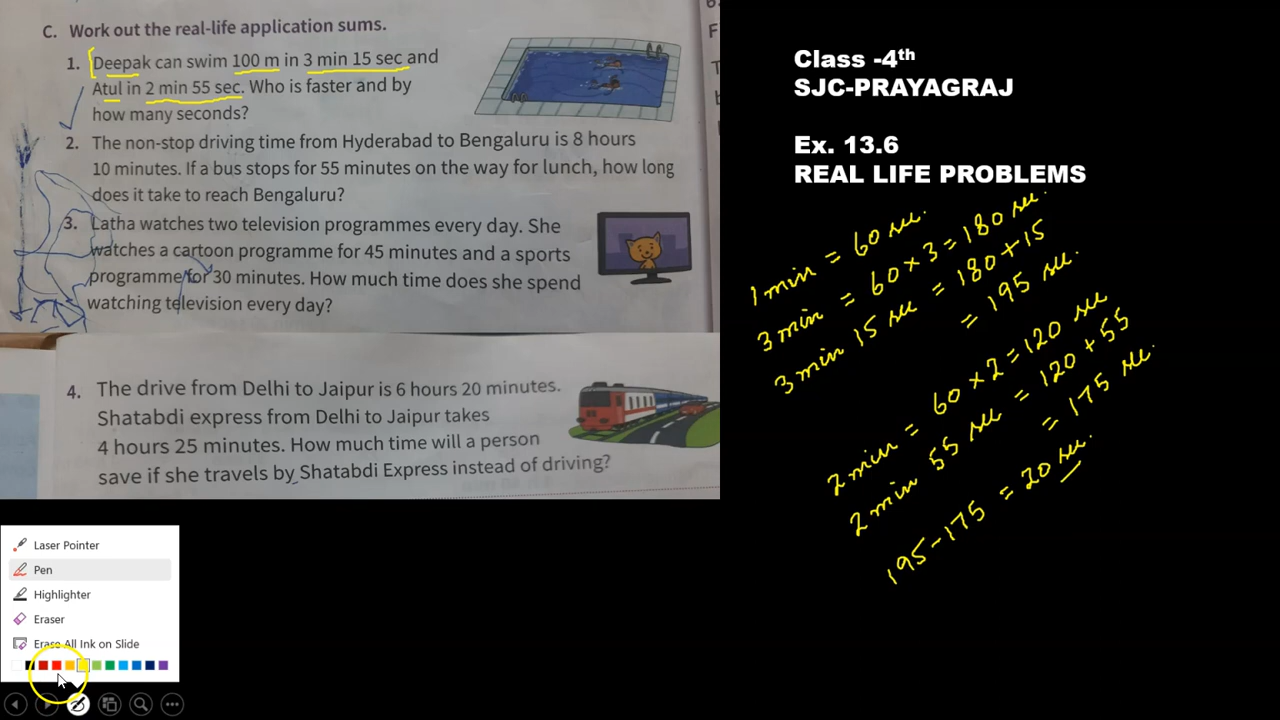 C. Work out the real-life application sums.
1. Deepak can swim 100 m in 3 min 15 sec and
Atul in 2 min 55 sec. Who is faster and by
how many seconds?
2. The non-stop driving time from Hyderabad to Bengaluru is 8 hours
10 minutes. If a bus stops for 55 minutes on the way for lunch, how long
does it take to reach Bengaluru?
3. Latha watches two television programmes every day. She
watches a cartoon programme for 45 minutes and a sports
programme for 30 minutes. How much time does she spend
watching television every day?
4. The drive from Delhi to Jaipur is 6 hours 20 minutes.
Shatabdi express from Delhi to Jaipur takes
4 hours 25 minutes. How much time will a person
save if she travels by Shatabdi Express instead of driving?
Laser Pointer
Pen
Highlighter
Eraser
Erase All Ink on Slide
Class -4th
SJC-PRAYAGRAJ
Ex. 13.6
REAL LIFE PROBLEMS
1 min = 60 sec.
3 min = 60 × 3 = 180 sec.
3 min 15 sec = 180 + 15
= 195 sec.
2 min = 60 × 2 = 120 sec
2 min 55 sec = 120 + 55
= 175 sec.
195 - 175 = 20 sec.